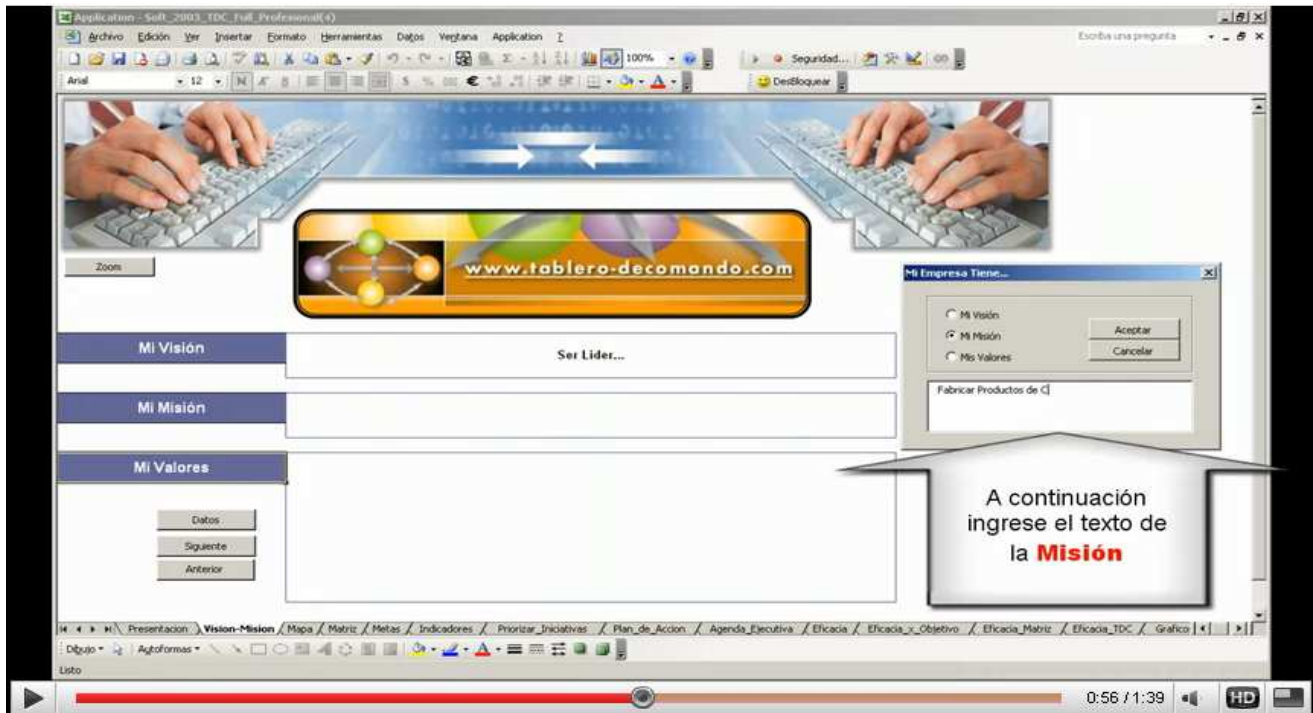 Application - Soft_2003_TDC_Full_Profesional(4)
Archivo Edición Ver Insertar Formato Herramientas Datos Ventana Application ? Escriba una pregunta
100% Seguridad...
Arial 12 N K S € DesBloquear
Zoom
www.tablero-decomando.com
Mi Empresa Tiene...
Mi Visión
Mi Misión
Mis Valores
Aceptar
Cancelar
Fabricar Productos de C
Mi Visión Ser Lider...
Mi Misión
Mi Valores
A continuación
ingrese el texto de
la Misión
Datos
Siguiente
Anterior
Presentacion Vision-Mision Mapa Matriz Metas Indicadores Priorizar_Iniciativas Plan_de_Accion Agenda_Ejecutiva Eficacia Eficacia_x_Objetivo Eficacia_Matriz Eficacia_TDC Grafico
Dibujo Autoformas
Listo
0:56 / 1:39 HD